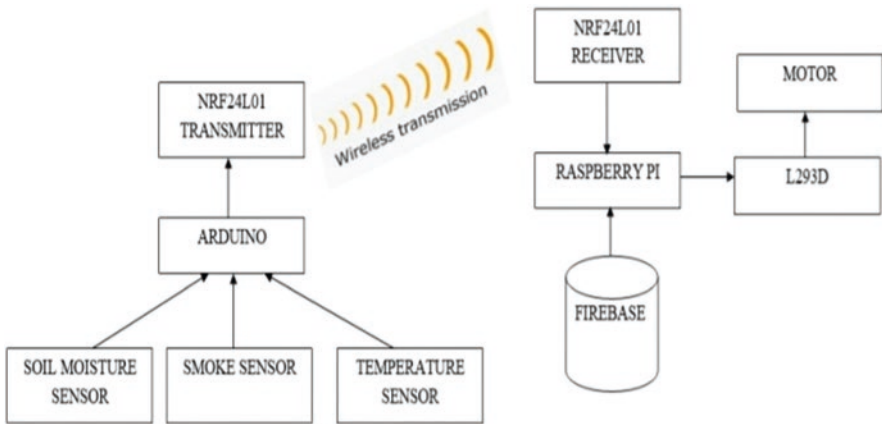 NRF24L01
TRANSMITTER
Wireless transmission
NRF24L01
RECEIVER
MOTOR
RASPBERRY PI
L293D
ARDUINO
FIREBASE
SOIL MOISTURE
SENSOR
SMOKE SENSOR
TEMPERATURE
SENSOR